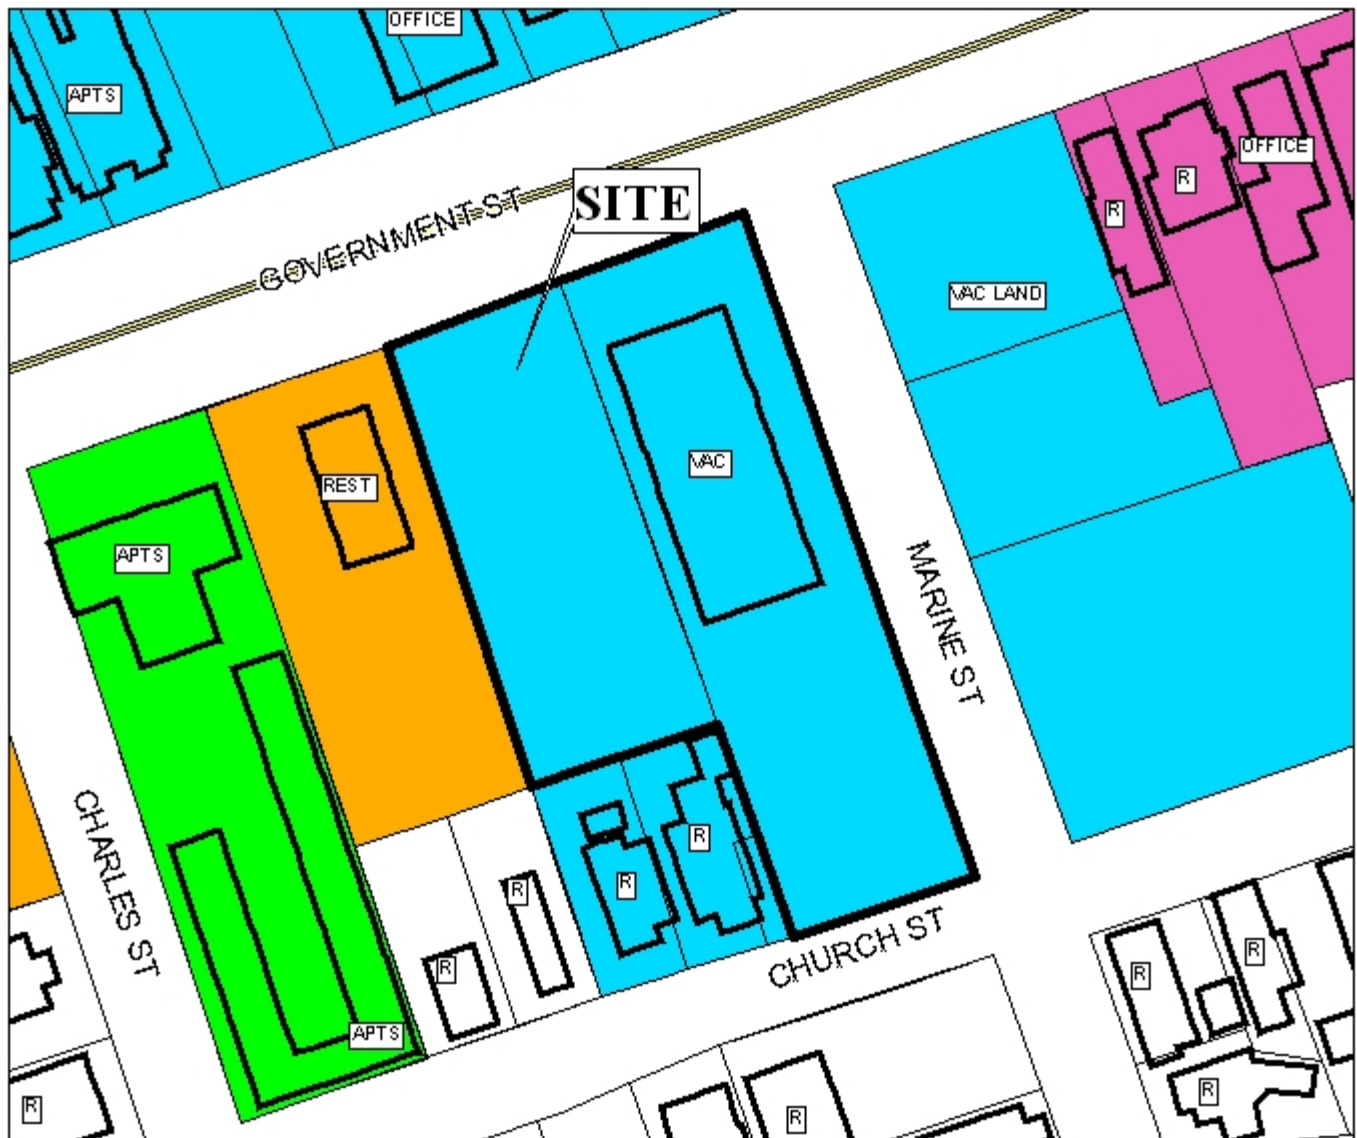 OFFICE
APTS
SITE
GOVERNMENT ST
OFFICE
R
R
VAC LAND
REST
VAC
APTS
MARINE ST
CHARLES ST
R
R
R
R
APTS
CHURCH ST
R
R
R
R
R